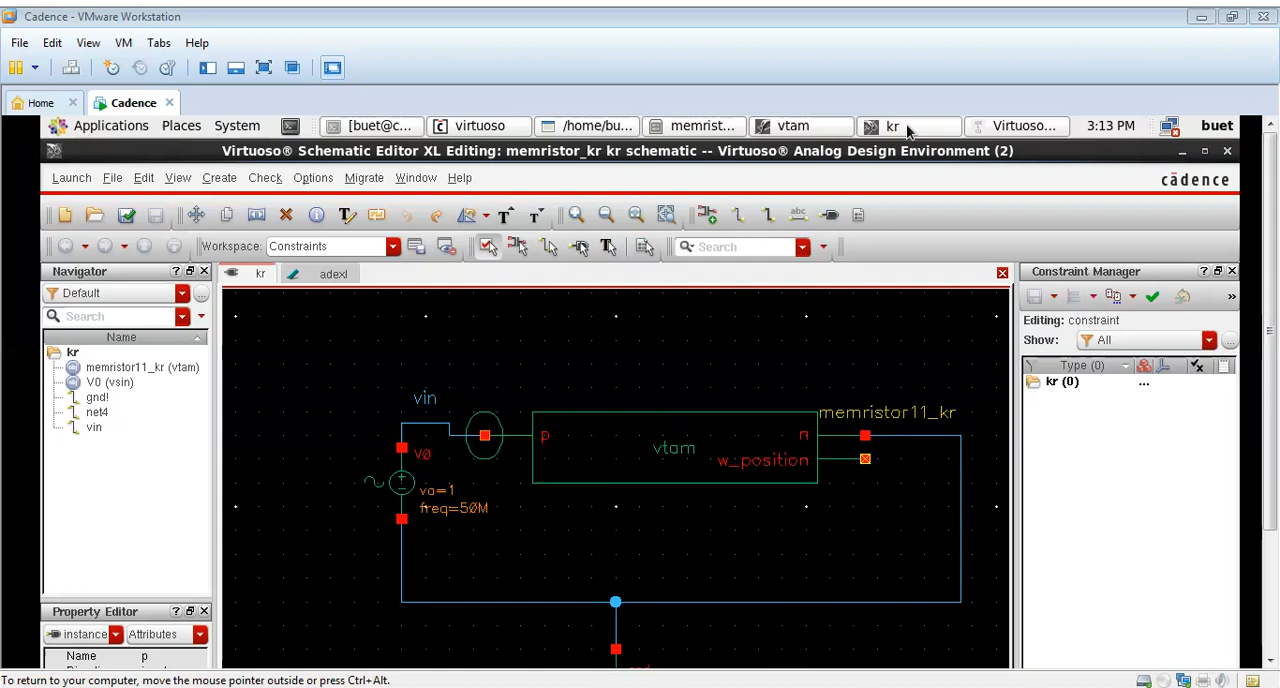 Cadence - VMware Workstation
File Edit View VM Tabs Help
Home Cadence
Applications Places System [buet@c... virtuoso /home/bu... memrist... vtam kr Virtuoso... 3:13 PM buet
Virtuoso® Schematic Editor XL Editing: memristor_kr kr schematic -- Virtuoso® Analog Design Environment (2)
Launch File Edit View Create Check Options Migrate Window Help cādence
Workspace: Constraints Search
Navigator ? kr adexl Constraint Manager ?
Default ...
Search
Name
kr
memristor11_kr (vtam)
V0 (vsin)
gnd!
net4
vin
Editing: constraint
Show: All ...
Type (0)
kr (0) ...
vin
memristor11_kr
p vtam n
w_position
V0
va=1
freq=50M
Property Editor ?
instance Attributes
Name p
To return to your computer, move the mouse pointer outside or press Ctrl+Alt.